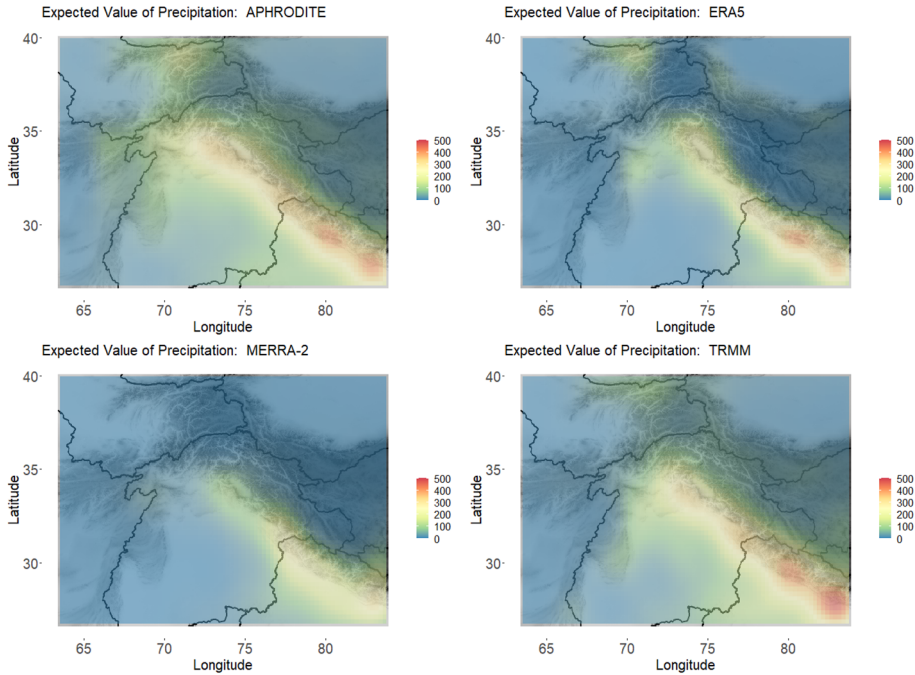 Expected Value of Precipitation:  APHRODITE
40
35
30
Latitude
65 70 75 80
Longitude
500
400
300
200
100
0
Expected Value of Precipitation:  ERA5
40
35
30
Latitude
65 70 75 80
Longitude
500
400
300
200
100
0
Expected Value of Precipitation:  MERRA-2
40
35
30
Latitude
65 70 75 80
Longitude
500
400
300
200
100
0
Expected Value of Precipitation:  TRMM
40
35
30
Latitude
65 70 75 80
Longitude
500
400
300
200
100
0